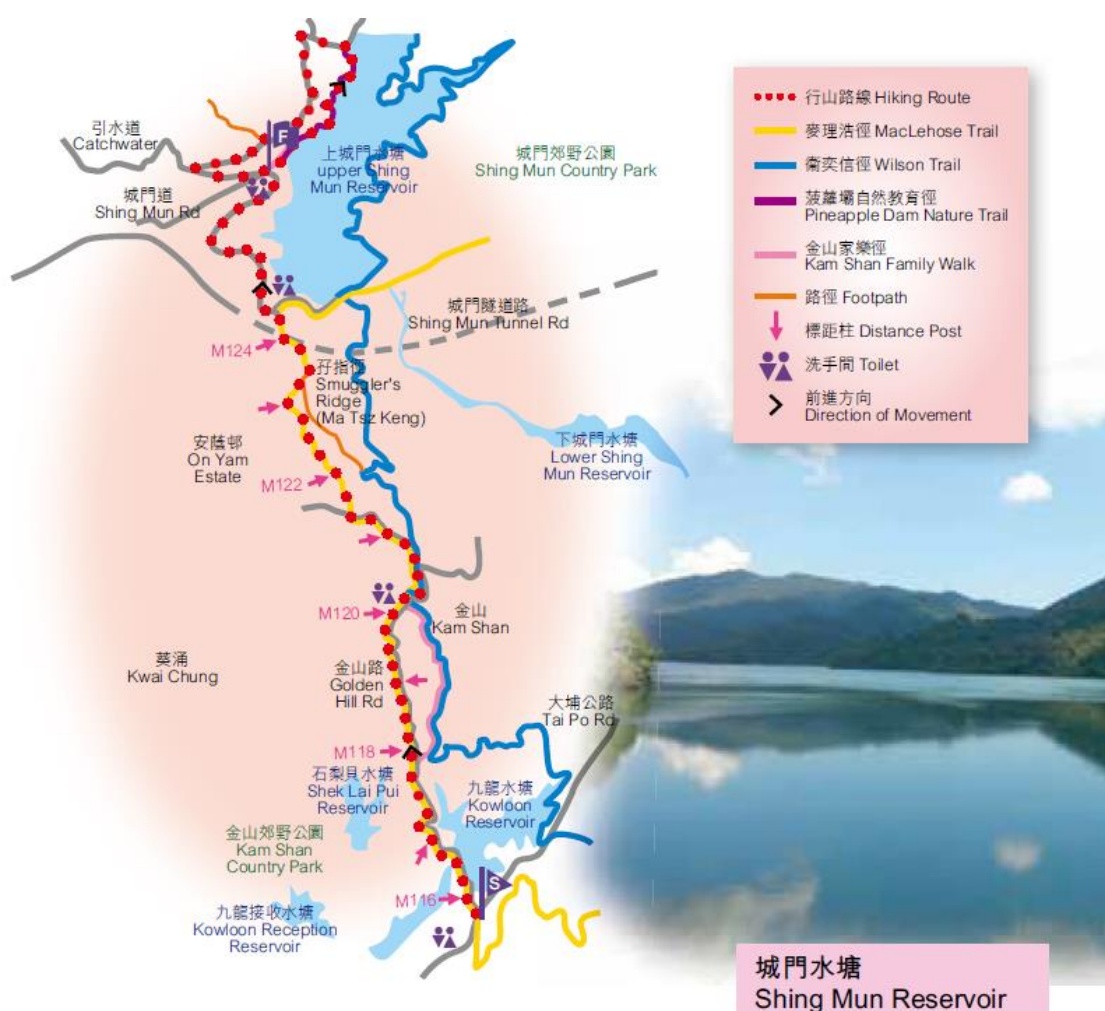 引水道
Catchwater
城門道
Shing Mun Rd
F
上城門水塘
upper Shing
Mun Reservoir
城門郊野公園
Shing Mun Country Park
行山路線 Hiking Route
麥理浩徑 MacLehose Trail
衞奕信徑 Wilson Trail
菠蘿壩自然教育徑
Pineapple Dam Nature Trail
金山家樂徑
Kam Shan Family Walk
路徑 Footpath
標距柱 Distance Post
洗手間 Toilet
前進方向
Direction of Movement
城門隧道路
Shing Mun Tunnel Rd
M124
孖指徑
Smuggler's
Ridge
(Ma Tsz Keng)
安蔭邨
On Yam
Estate
M122
下城門水塘
Lower Shing
Mun Reservoir
M120
金山
Kam Shan
葵涌
Kwai Chung
金山路
Golden
Hill Rd
大埔公路
Tai Po Rd
M118
石梨貝水塘
Shek Lai Pui
Reservoir
九龍水塘
Kowloon
Reservoir
金山郊野公園
Kam Shan
Country Park
M116
S
九龍接收水塘
Kowloon Reception
Reservoir
城門水塘
Shing Mun Reservoir